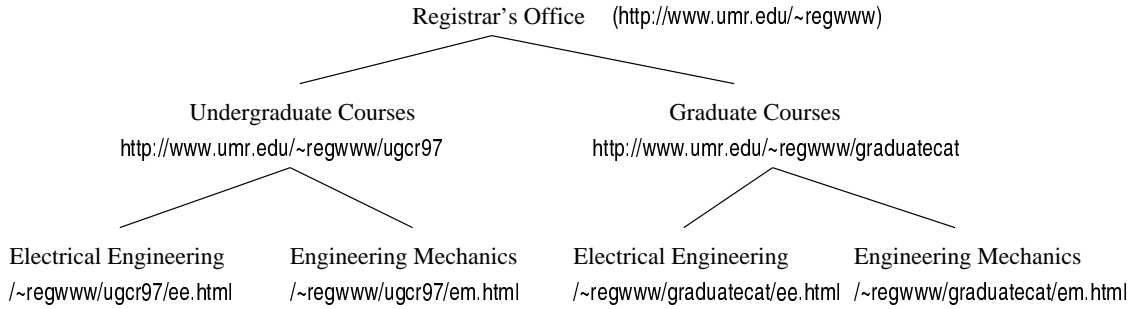 Registrar's Office (http://www.umr.edu/~regwww)
Undergraduate Courses Graduate Courses
http://www.umr.edu/~regwww/ugcr97 http://www.umr.edu/~regwww/graduatecat
Electrical Engineering Engineering Mechanics Electrical Engineering Engineering Mechanics
/~regwww/ugcr97/ee.html /~regwww/ugcr97/em.html /~regwww/graduatecat/ee.html /~regwww/graduatecat/em.html